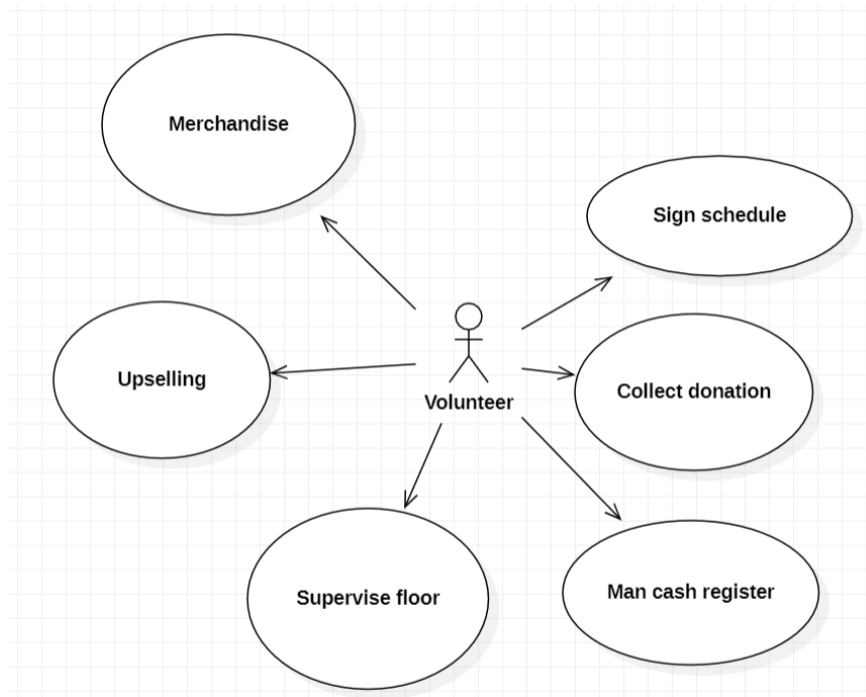 Merchandise
Sign schedule
Upselling
Collect donation
Volunteer
Supervise floor
Man cash register